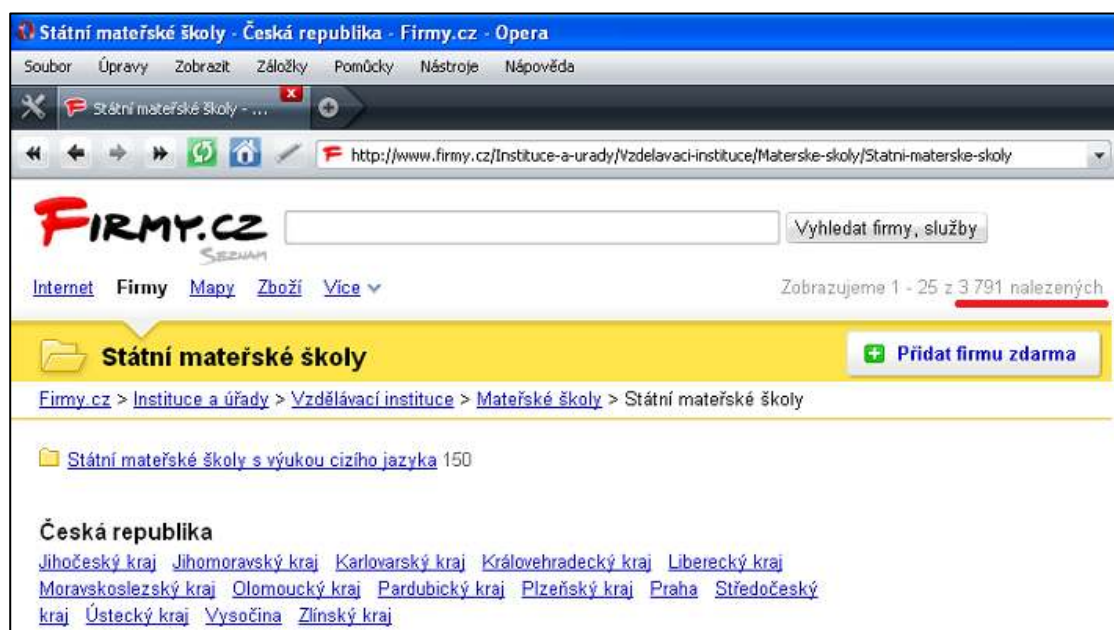 Státní mateřské školy - Česká republika - Firmy.cz - Opera
Soubor Úpravy Zobrazit Záložky Pomůcky Nástroje Nápověda
Státní mateřské školy - ...
http://www.firmy.cz/Instituce-a-urady/Vzdelavaci-instituce/Materske-skoly/Statni-materske-skoly
FIRMY.CZ
SEZNAM
Vyhledat firmy, služby
Internet Firmy Mapy Zboží Více
Zobrazujeme 1 - 25 z 3 791 nalezených
Státní mateřské školy
Přidat firmu zdarma
Firmy.cz > Instituce a úřady > Vzdělávací instituce > Mateřské školy > Státní mateřské školy
Státní mateřské školy s výukou cizího jazyka 150
Česká republika
Jihočeský kraj Jihomoravský kraj Karlovarský kraj Královehradecký kraj Liberecký kraj
Moravskoslezský kraj Olomoucký kraj Pardubický kraj Plzeňský kraj Praha Středočeský
kraj Ústecký kraj Vysočina Zlínský kraj